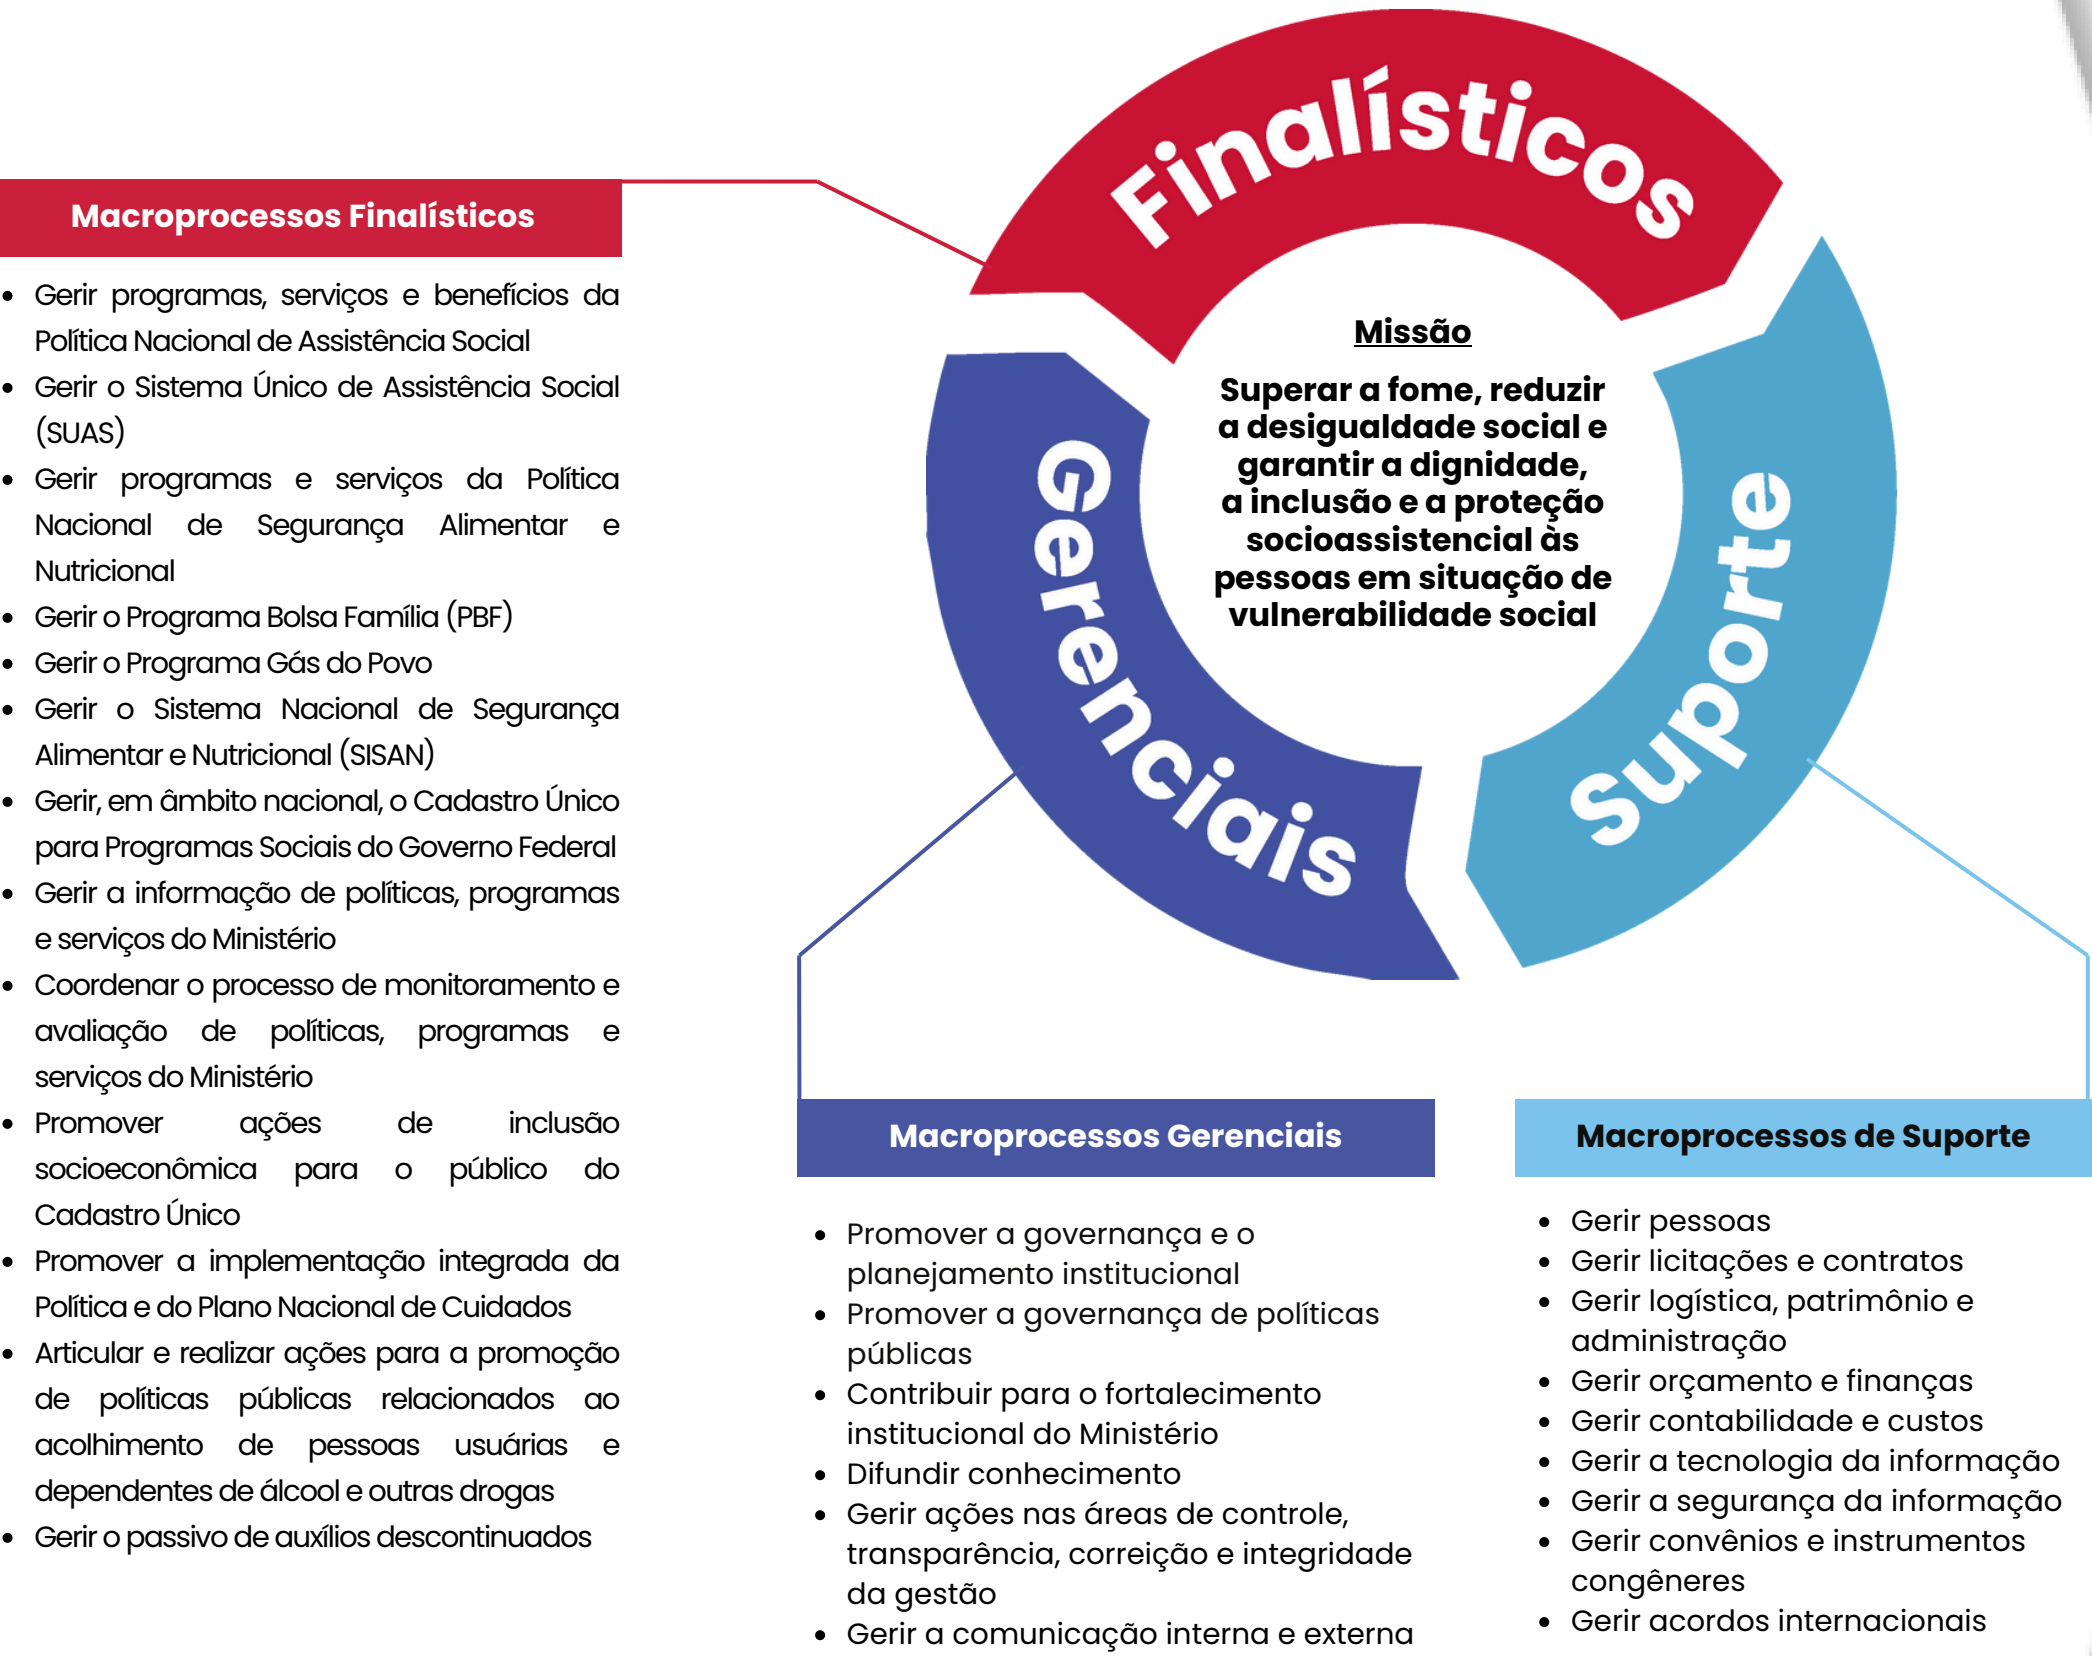 Finalísticos
Gerenciais
Suporte
Missão
Superar a fome, reduzir
a desigualdade social e
garantir a dignidade,
a inclusão e a proteção
socioassistencial às
pessoas em situação de
vulnerabilidade social
Macroprocessos Finalísticos
• Gerir programas, serviços e benefícios da
Política Nacional de Assistência Social
• Gerir o Sistema Único de Assistência Social
(SUAS)
• Gerir programas e serviços da Política
Nacional de Segurança Alimentar e
Nutricional
• Gerir o Programa Bolsa Família (PBF)
• Gerir o Programa Gás do Povo
• Gerir o Sistema Nacional de Segurança
Alimentar e Nutricional (SISAN)
• Gerir, em âmbito nacional, o Cadastro Único
para Programas Sociais do Governo Federal
• Gerir a informação de políticas, programas
e serviços do Ministério
• Coordenar o processo de monitoramento e
avaliação de políticas, programas e
serviços do Ministério
• Promover ações de inclusão
socioeconômica para o público do
Cadastro Único
• Promover a implementação integrada da
Política e do Plano Nacional de Cuidados
• Articular e realizar ações para a promoção
de políticas públicas relacionados ao
acolhimento de pessoas usuárias e
dependentes de álcool e outras drogas
• Gerir o passivo de auxílios descontinuados
Macroprocessos Gerenciais
• Promover a governança e o
planejamento institucional
• Promover a governança de políticas
públicas
• Contribuir para o fortalecimento
institucional do Ministério
• Difundir conhecimento
• Gerir ações nas áreas de controle,
transparência, correição e integridade
da gestão
• Gerir a comunicação interna e externa
Macroprocessos de Suporte
• Gerir pessoas
• Gerir licitações e contratos
• Gerir logística, patrimônio e
administração
• Gerir orçamento e finanças
• Gerir contabilidade e custos
• Gerir a tecnologia da informação
• Gerir a segurança da informação
• Gerir convênios e instrumentos
congêneres
• Gerir acordos internacionais